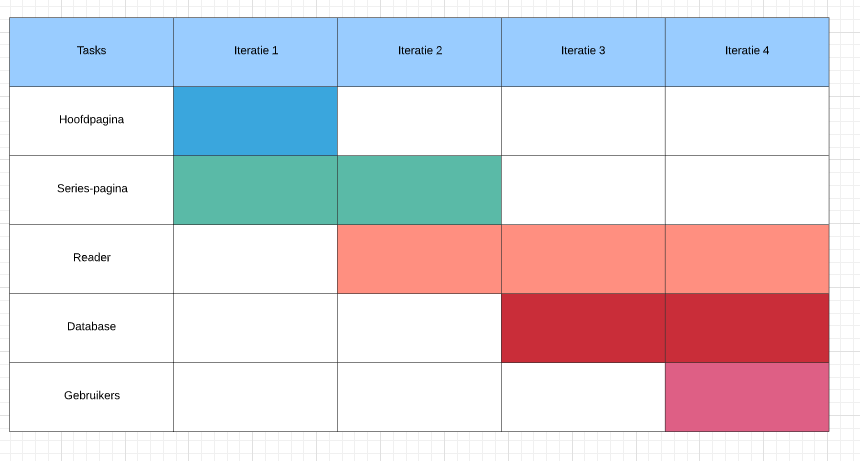 Tasks
Iteratie 1
Iteratie 2
Iteratie 3
Iteratie 4
Hoofdpagina
Series-pagina
Reader
Database
Gebruikers